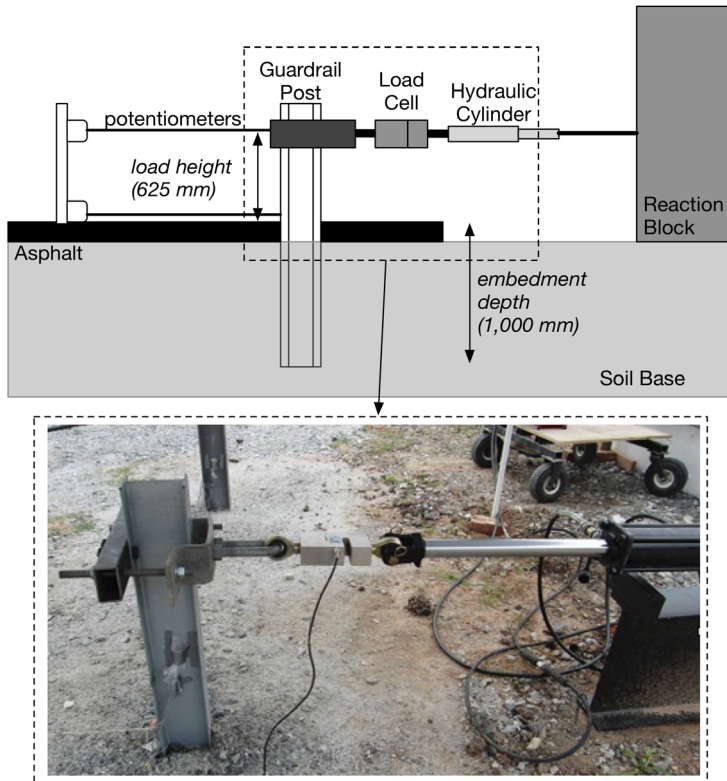 Guardrail
Post
Load
Cell
Hydraulic
Cylinder
potentiometers
load height
(625 mm)
Reaction
Block
Asphalt
embedment
depth
(1,000 mm)
Soil Base